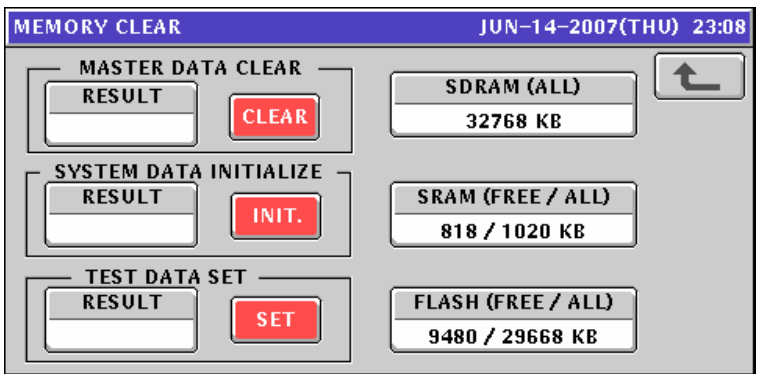 MEMORY CLEAR JUN-14-2007(THU) 23:08
MASTER DATA CLEAR
RESULT
CLEAR
SDRAM (ALL)
32768 KB
SYSTEM DATA INITIALIZE
RESULT
INIT.
SRAM (FREE / ALL)
818 / 1020 KB
TEST DATA SET
RESULT
SET
FLASH (FREE / ALL)
9480 / 29668 KB